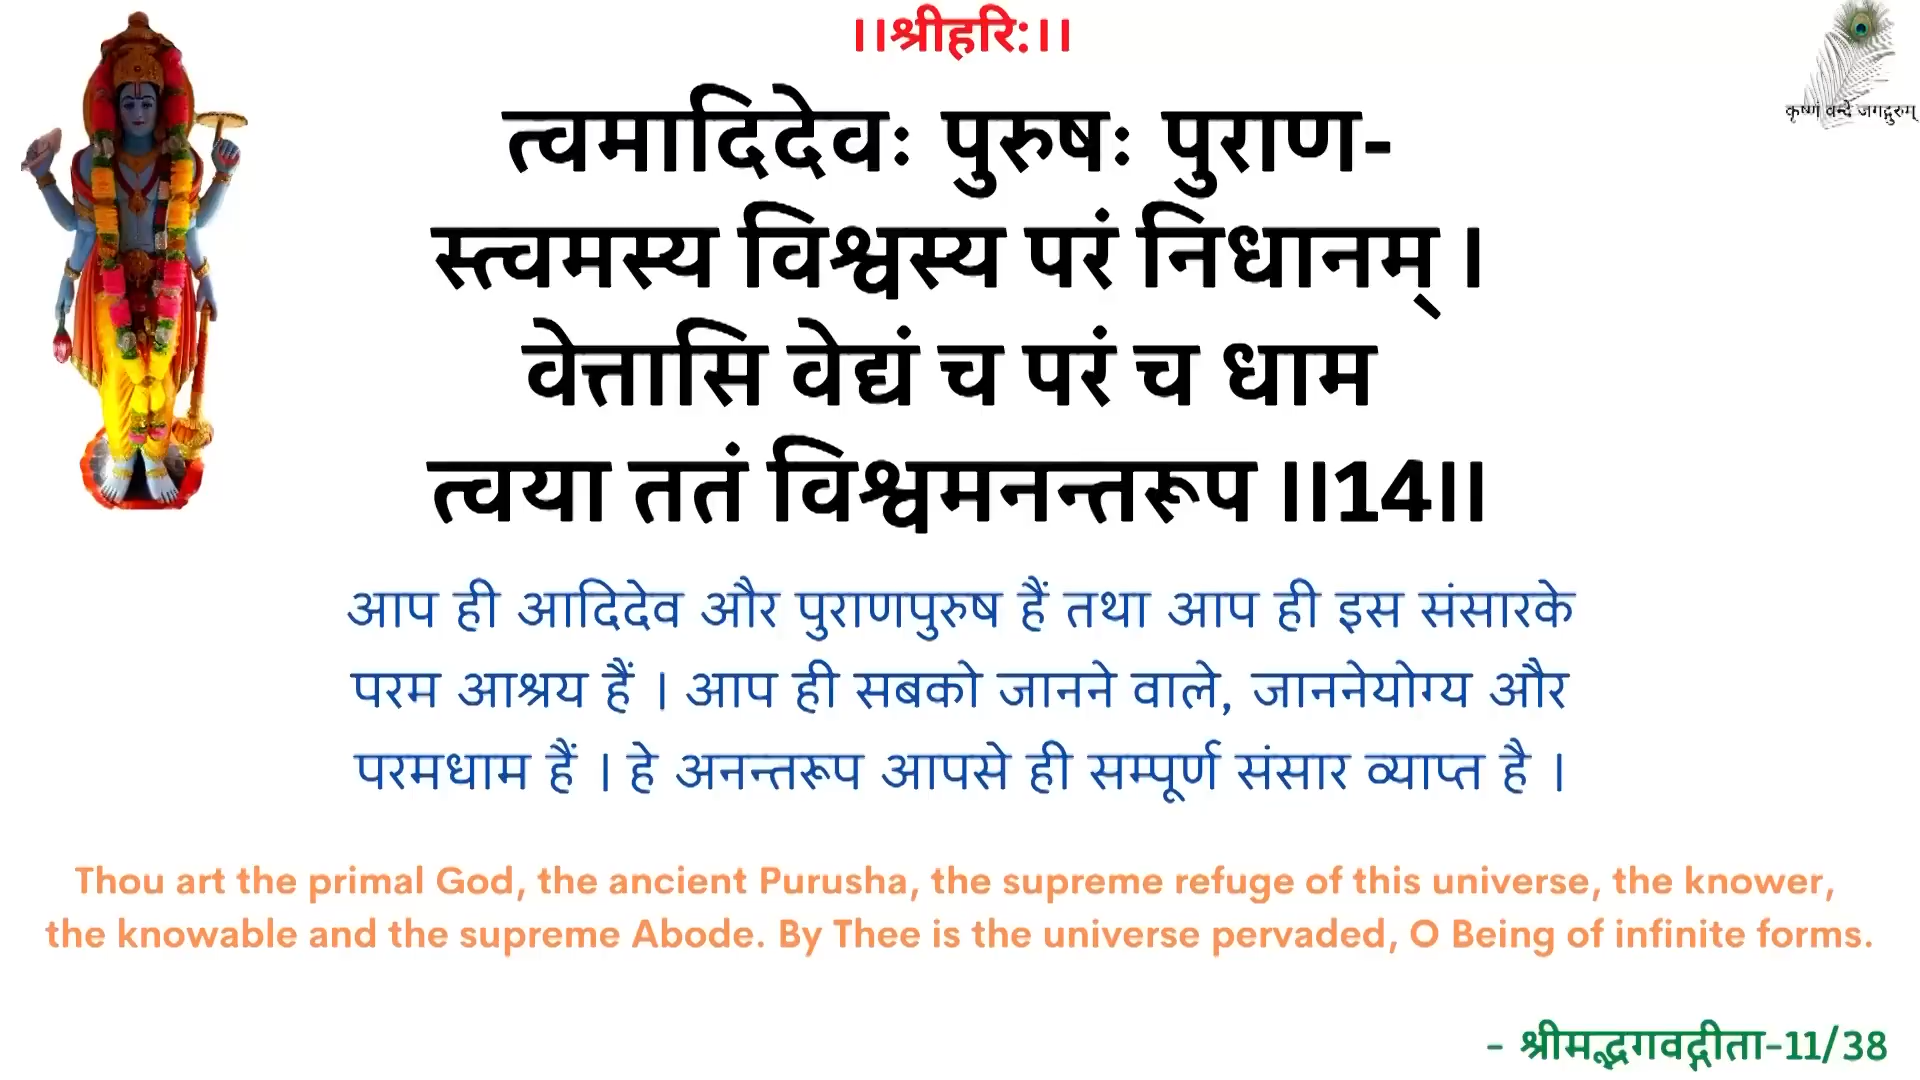 ।।श्रीहरि:।।
कृष्णं वन्दे जगद्गुरुम्
त्वमादिदेवः पुरुषः पुराण-
स्त्वमस्य विश्वस्य परं निधानम् ।
वेत्तासि वेद्यं च परं च धाम
त्वया ततं विश्वमनन्तरूप ।।14।।
आप ही आदिदेव और पुराणपुरुष हैं तथा आप ही इस संसारके
परम आश्रय हैं । आप ही सबको जानने वाले, जाननेयोग्य और
परमधाम हैं । हे अनन्तरूप आपसे ही सम्पूर्ण संसार व्याप्त है ।
Thou art the primal God, the ancient Purusha, the supreme refuge of this universe, the knower,
the knowable and the supreme Abode. By Thee is the universe pervaded, O Being of infinite forms.
- श्रीमद्भगवद्गीता-11/38